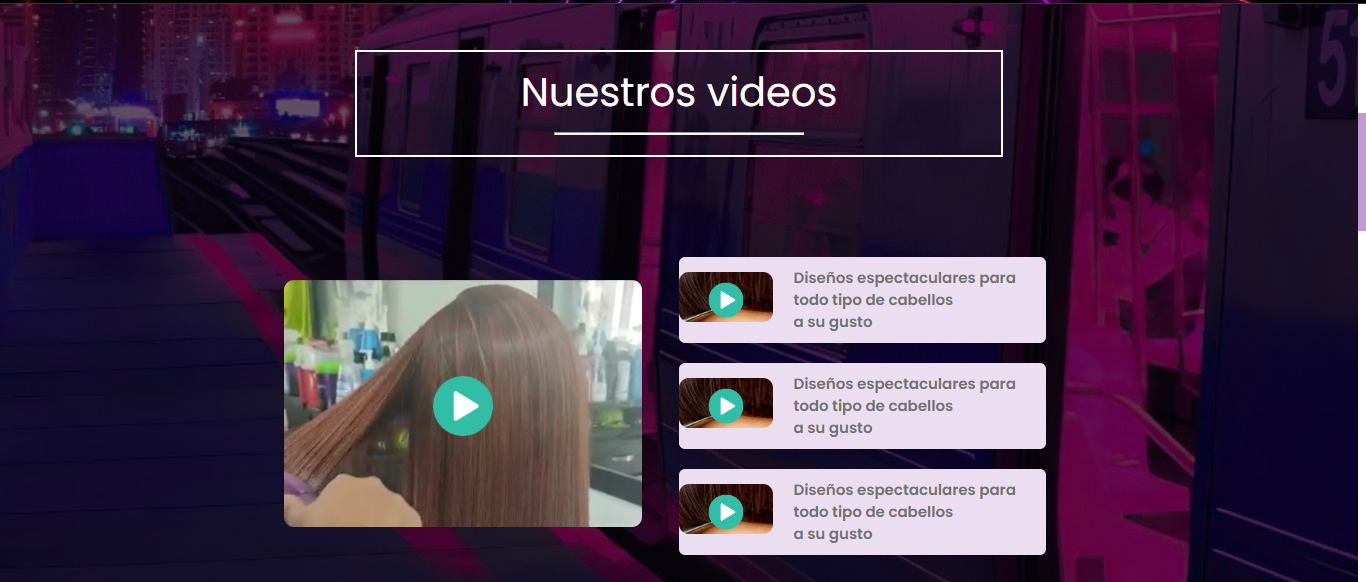 Nuestros videos
Diseños espectaculares para
todo tipo de cabellos
a su gusto
Diseños espectaculares para
todo tipo de cabellos
a su gusto
Diseños espectaculares para
todo tipo de cabellos
a su gusto